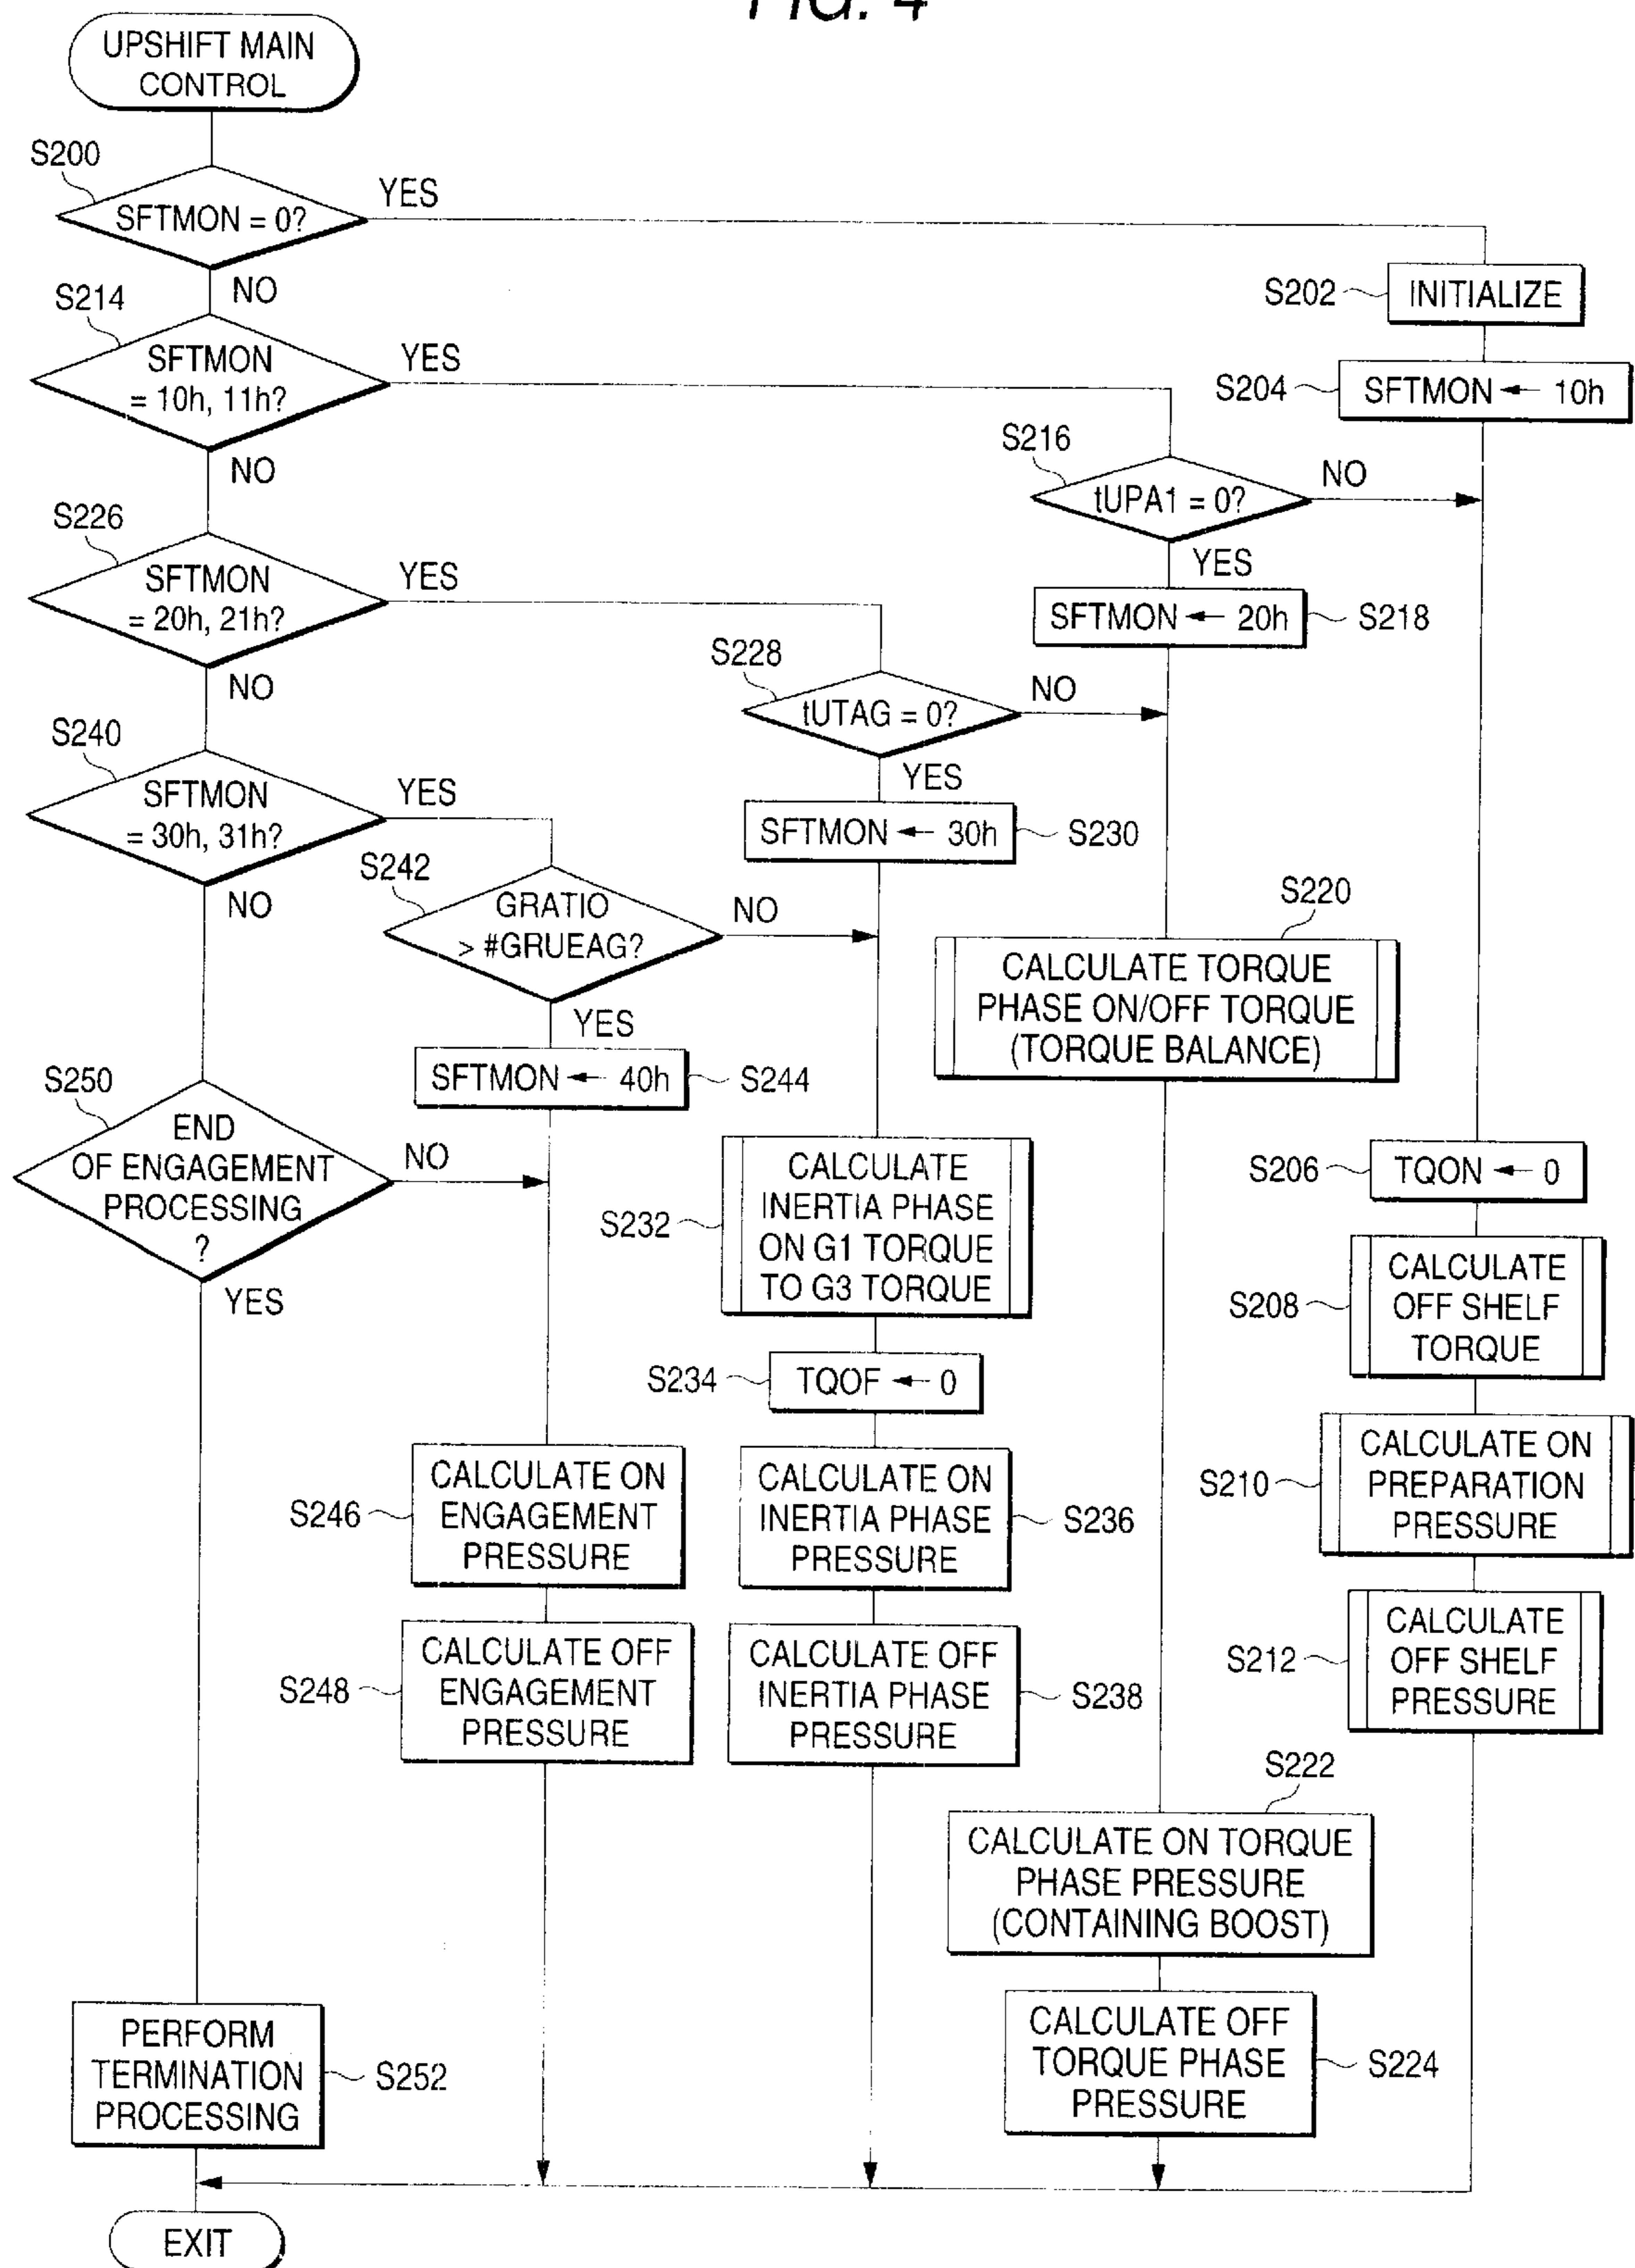 FIG. 4
UPSHIFT MAIN
CONTROL
S200
SFTMON = 0?
YES
NO
S202
INITIALIZE
S204
SFTMON ← 10h
S214
SFTMON
= 10h, 11h?
YES
NO
S216
tUPA1 = 0?
NO
YES
SFTMON ← 20h
S218
S226
SFTMON
= 20h, 21h?
YES
NO
S228
tUTAG = 0?
NO
YES
SFTMON ← 30h
S230
S240
SFTMON
= 30h, 31h?
YES
NO
S242
GRATIO
> #GRUEAG?
NO
YES
SFTMON ← 40h
S244
S220
CALCULATE TORQUE
PHASE ON/OFF TORQUE
(TORQUE BALANCE)
S250
END
OF ENGAGEMENT
PROCESSING
?
NO
YES
S232
CALCULATE
INERTIA PHASE
ON G1 TORQUE
TO G3 TORQUE
S206
TQON ← 0
S208
CALCULATE
OFF SHELF
TORQUE
S234
TQOF ← 0
S210
CALCULATE ON
PREPARATION
PRESSURE
S246
CALCULATE ON
ENGAGEMENT
PRESSURE
CALCULATE ON
INERTIA PHASE
PRESSURE
S236
S212
CALCULATE
OFF SHELF
PRESSURE
S248
CALCULATE OFF
ENGAGEMENT
PRESSURE
CALCULATE OFF
INERTIA PHASE
PRESSURE
S238
S222
CALCULATE ON TORQUE
PHASE PRESSURE
(CONTAINING BOOST)
CALCULATE OFF
TORQUE PHASE
PRESSURE
S224
PERFORM
TERMINATION
PROCESSING
S252
EXIT